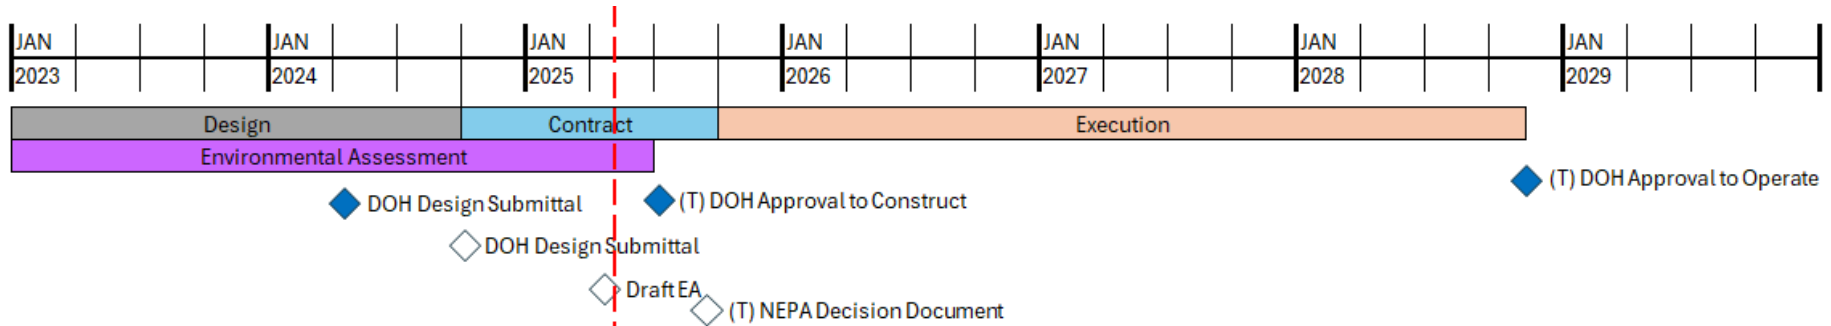 JAN JAN JAN JAN JAN JAN JAN
2023 2024 2025 2026 2027 2028 2029
Design Contract Execution
Environmental Assessment
(T) DOH Approval to Operate
DOH Design Submittal (T) DOH Approval to Construct
DOH Design Submittal
Draft EA
(T) NEPA Decision Document